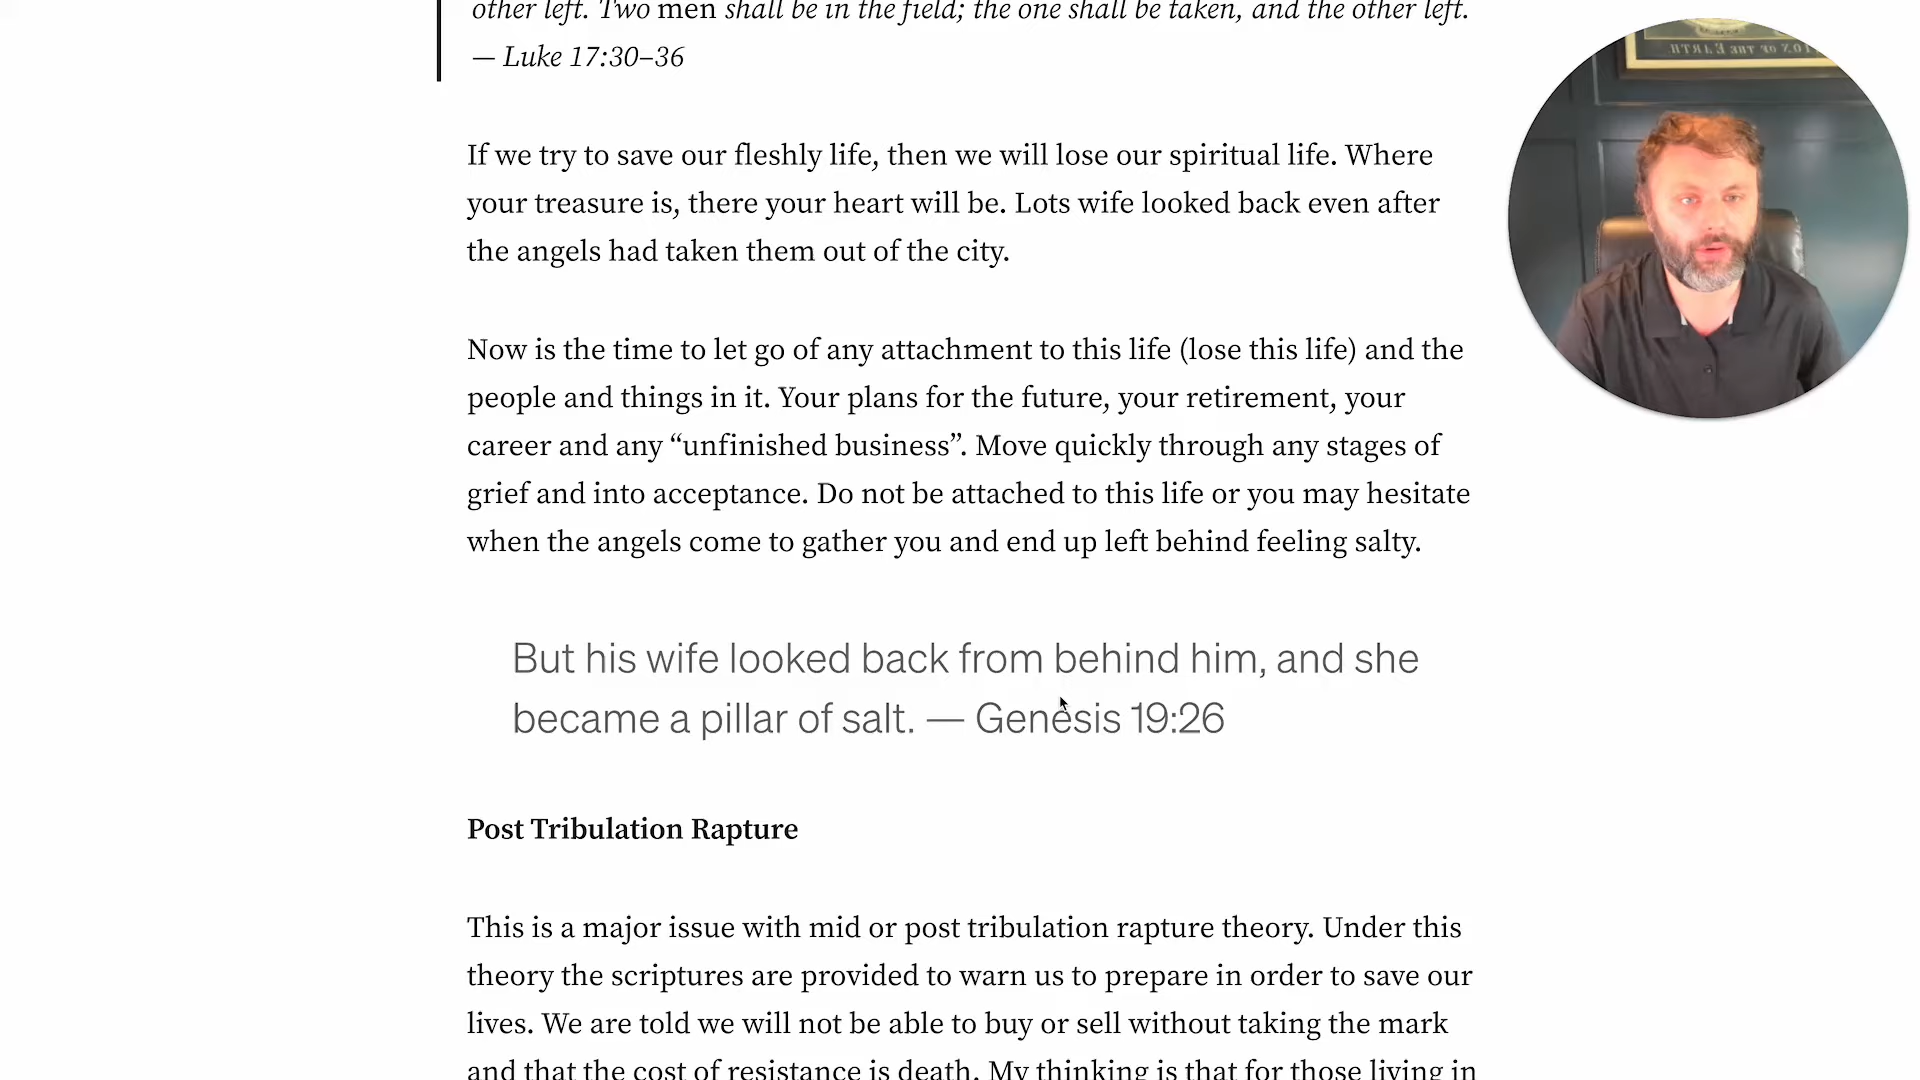 other left. Two men shall be in the field; the one shall be taken, and the other left.
— Luke 17:30–36
If we try to save our fleshly life, then we will lose our spiritual life. Where
your treasure is, there your heart will be. Lots wife looked back even after
the angels had taken them out of the city.
Now is the time to let go of any attachment to this life (lose this life) and the
people and things in it. Your plans for the future, your retirement, your
career and any “unfinished business”. Move quickly through any stages of
grief and into acceptance. Do not be attached to this life or you may hesitate
when the angels come to gather you and end up left behind feeling salty.
But his wife looked back from behind him, and she
became a pillar of salt. — Genesis 19:26
Post Tribulation Rapture
This is a major issue with mid or post tribulation rapture theory. Under this
theory the scriptures are provided to warn us to prepare in order to save our
lives. We are told we will not be able to buy or sell without taking the mark
and that the cost of resistance is death. My thinking is that for those living in
OF THE EARTH